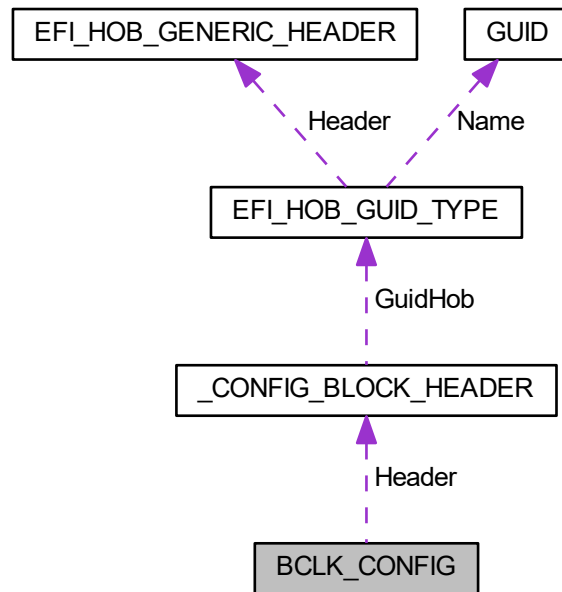 EFI_HOB_GENERIC_HEADER
GUID
Header
Name
EFI_HOB_GUID_TYPE
GuidHob
_CONFIG_BLOCK_HEADER
Header
BCLK_CONFIG